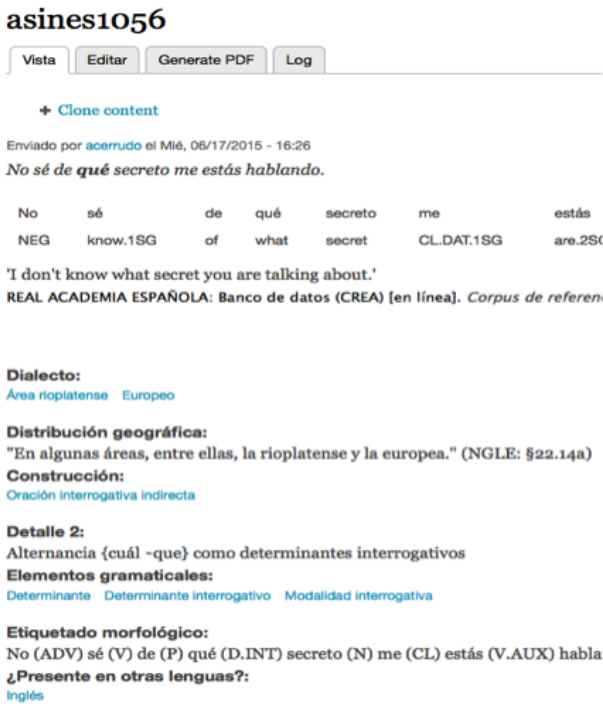 asines1056
Vista Editar Generate PDF Log
+ Clone content
Enviado por acerrudo el Mié, 06/17/2015 - 16:26
No sé de qué secreto me estás hablando.
No sé de qué secreto me estás
NEG know.1SG of what secret CL.DAT.1SG are.2SG
'I don't know what secret you are talking about.'
REAL ACADEMIA ESPAÑOLA: Banco de datos (CREA) [en línea]. Corpus de referen
Dialecto:
Área rioplatense Europeo
Distribución geográfica:
"En algunas áreas, entre ellas, la rioplatense y la europea." (NGLE: §22.14a)
Construcción:
Oración interrogativa indirecta
Detalle 2:
Alternancia {cuál ~que} como determinantes interrogativos
Elementos gramaticales:
Determinante Determinante interrogativo Modalidad interrogativa
Etiquetado morfológico:
No (ADV) sé (V) de (P) qué (D.INT) secreto (N) me (CL) estás (V.AUX) habla
¿Presente en otras lenguas?:
Inglés